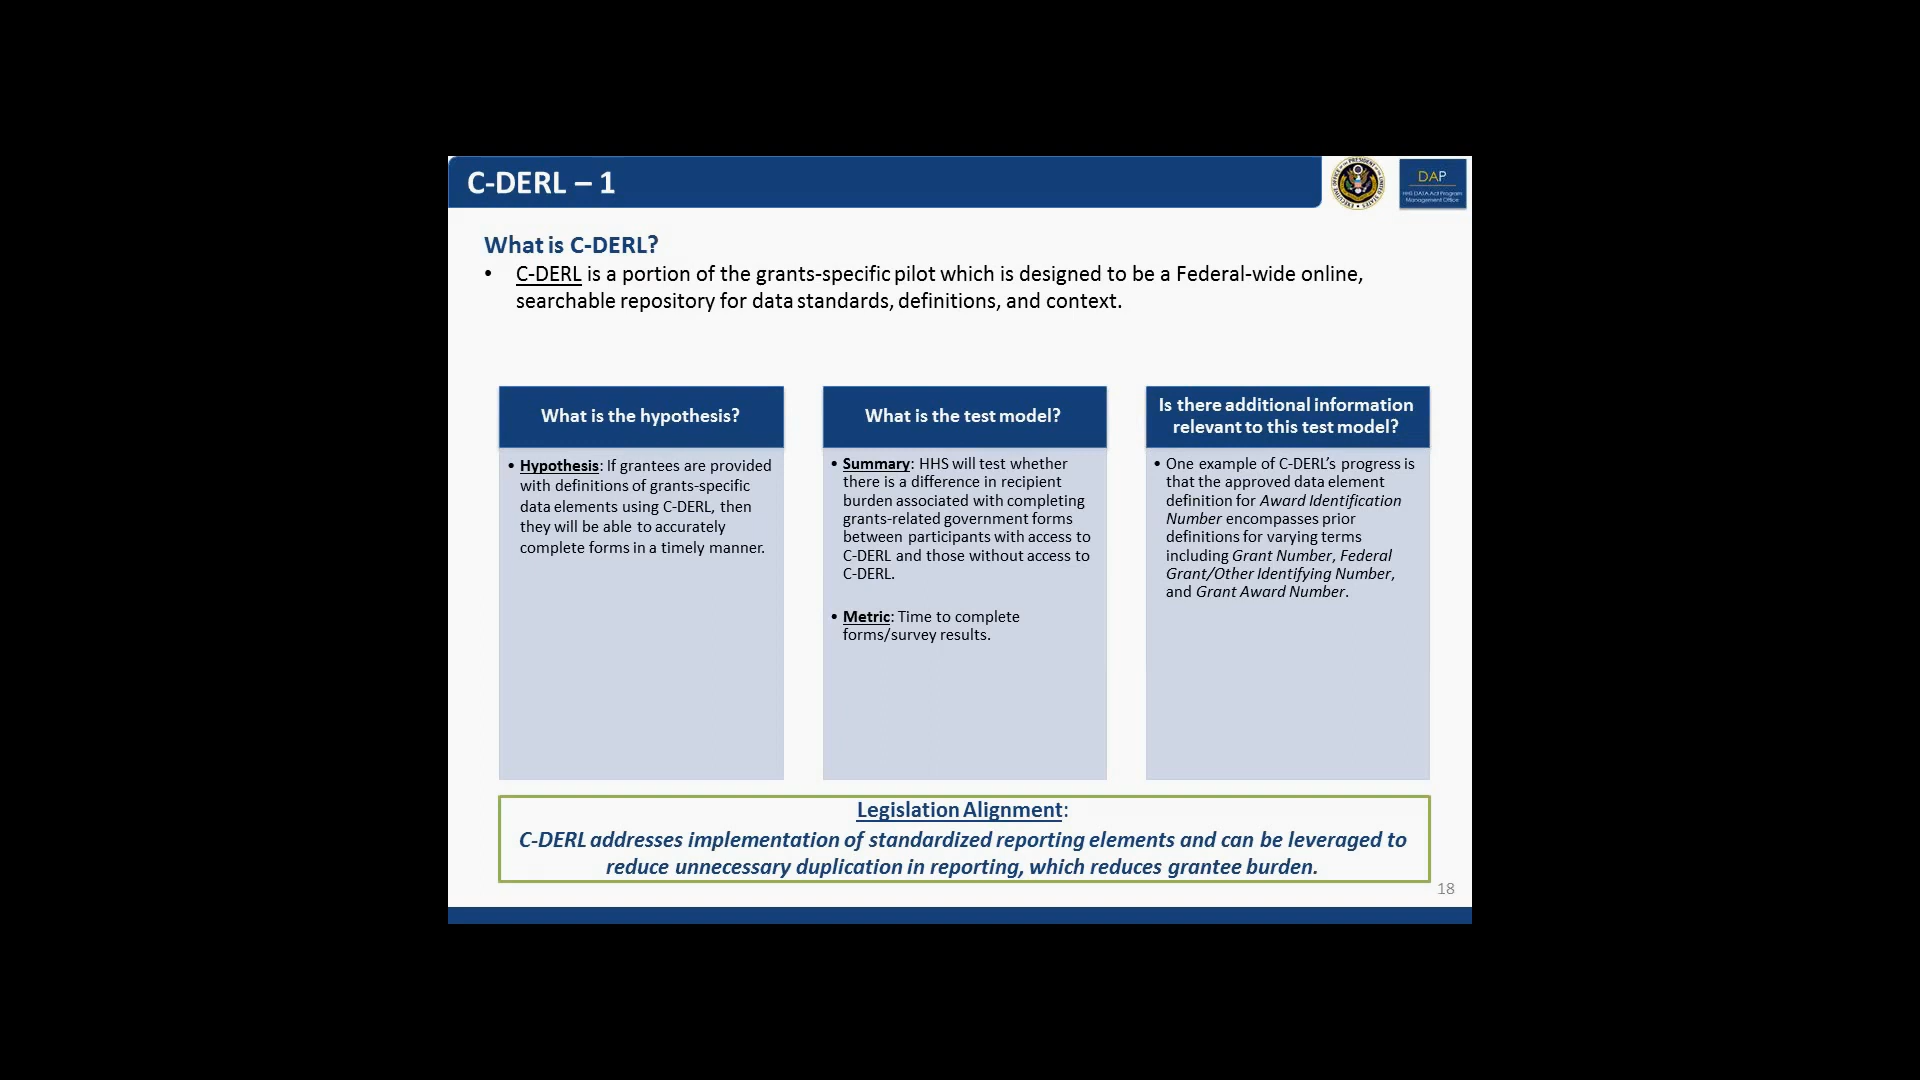 C-DERL – 1
DAP
HHS DATA Act Program
Management Office
What is C-DERL?
• C-DERL is a portion of the grants-specific pilot which is designed to be a Federal-wide online,
searchable repository for data standards, definitions, and context.
What is the hypothesis?
• Hypothesis: If grantees are provided
with definitions of grants-specific
data elements using C-DERL, then
they will be able to accurately
complete forms in a timely manner.
What is the test model?
• Summary: HHS will test whether
there is a difference in recipient
burden associated with completing
grants-related government forms
between participants with access to
C-DERL and those without access to
C-DERL.
• Metric: Time to complete
forms/survey results.
Is there additional information
relevant to this test model?
• One example of C-DERL’s progress is
that the approved data element
definition for Award Identification
Number encompasses prior
definitions for varying terms
including Grant Number, Federal
Grant/Other Identifying Number,
and Grant Award Number.
Legislation Alignment:
C-DERL addresses implementation of standardized reporting elements and can be leveraged to
reduce unnecessary duplication in reporting, which reduces grantee burden.
18